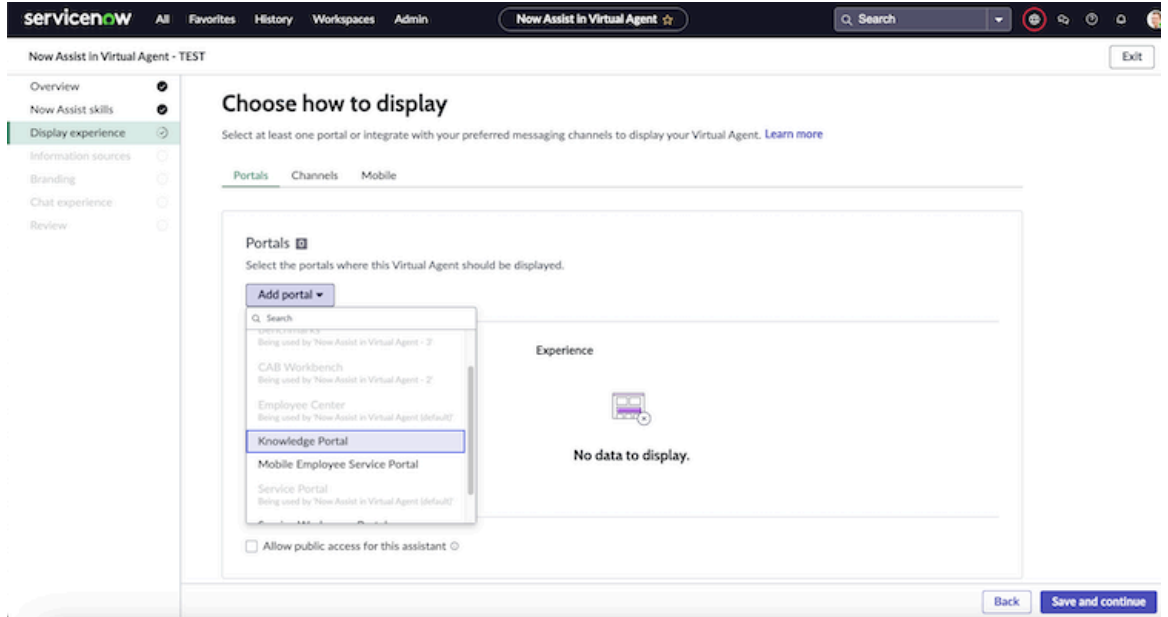 servicenow All Favorites History Workspaces Admin Now Assist in Virtual Agent Search
Now Assist in Virtual Agent - TEST Exit
Overview
Now Assist skills
Display experience
Information sources
Branding
Chat experience
Review
Choose how to display
Select at least one portal or integrate with your preferred messaging channels to display your Virtual Agent. Learn more
Portals Channels Mobile
Portals 0
Select the portals where this Virtual Agent should be displayed.
Add portal
Search
Benchmarks
Being used by 'Now Assist in Virtual Agent - 3'
CAB Workbench
Being used by 'Now Assist in Virtual Agent - 2'
Employee Center
Being used by 'Now Assist in Virtual Agent (default)'
Knowledge Portal
Mobile Employee Service Portal
Service Portal
Being used by 'Now Assist in Virtual Agent (default)'
Experience
No data to display.
Allow public access for this assistant
Back Save and continue